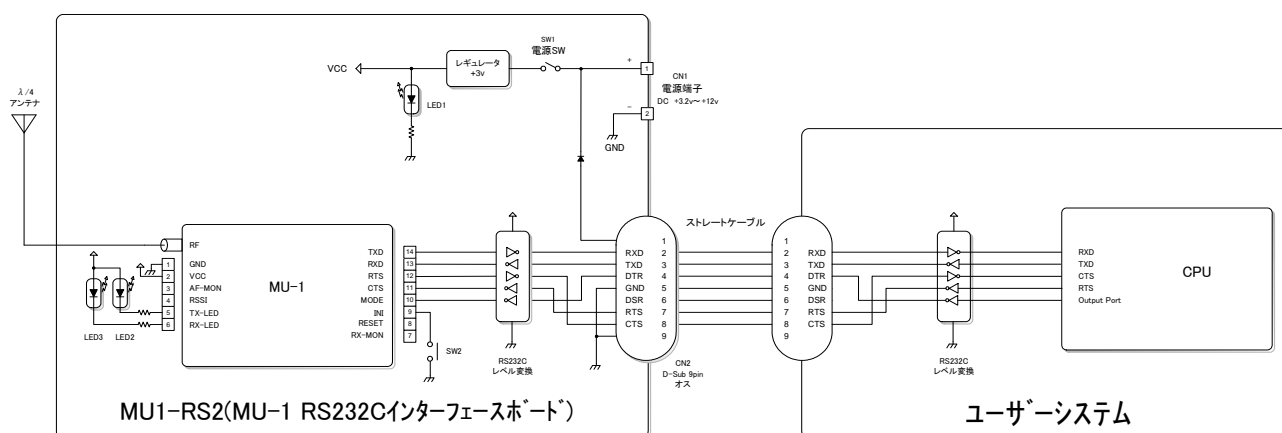 λ/4
アンテナ
VCC
LED1
レギュレータ
+3v
SW1
電源SW
+
1
CN1
電源端子
DC +3.2v~+12v
-
2
GND
RF
MU-1
1 GND
2 VCC
3 AF-MON
4 RSSI
5 TX-LED
6 RX-LED
LED3 LED2
TXD 14
RXD 13
RTS 12
CTS 11
MODE 10
INI 9
RESET 8
RX-MON 7
SW2
RS232C
レベル変換
1
RXD 2
TXD 3
DTR 4
GND 5
DSR 6
RTS 7
CTS 8
9
CN2
D-Sub 9pin
オス
ストレートケーブル
1
2 RXD
3 TXD
4 DTR
5 GND
6 DSR
7 RTS
8 CTS
9
RS232C
レベル変換
RXD
TXD
CTS
RTS
Output Port
CPU
MU1-RS2(MU-1 RS232Cインターフェースボード)
ユーザーシステム